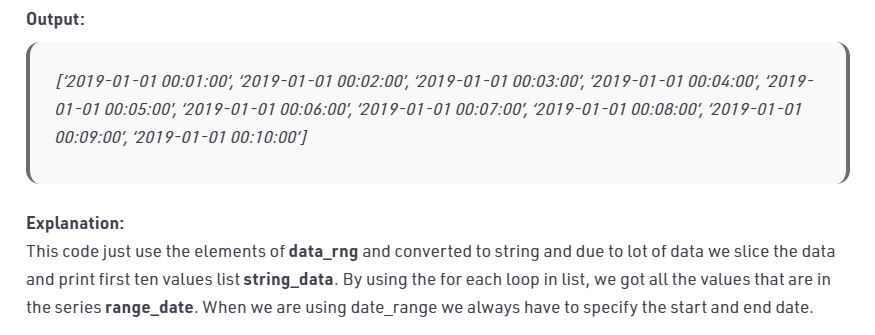 Output:
[‘2019-01-01 00:01:00’, ‘2019-01-01 00:02:00’, ‘2019-01-01 00:03:00’, ‘2019-01-01 00:04:00’, ‘2019-
01-01 00:05:00’, ‘2019-01-01 00:06:00’, ‘2019-01-01 00:07:00’, ‘2019-01-01 00:08:00’, ‘2019-01-01
00:09:00’, ‘2019-01-01 00:10:00’]
Explanation:
This code just use the elements of data_rng and converted to string and due to lot of data we slice the data
and print first ten values list string_data. By using the for each loop in list, we got all the values that are in
the series range_date. When we are using date_range we always have to specify the start and end date.